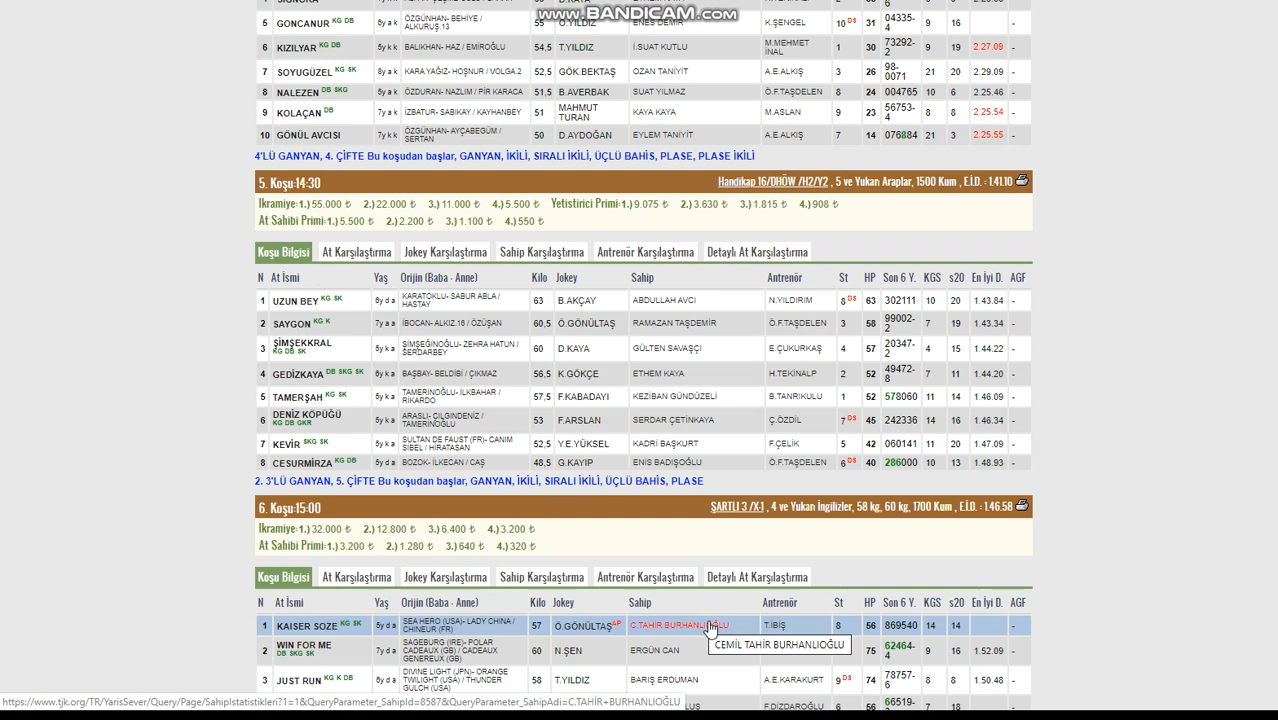 www.BANDICAM.com
5 GONCANUR KG DB 8y a k ÖZGÜNHAN- BEHİYE / ALKURUŞ.13 55 Ö.YILDIZ ENES DEMİR K.ŞENGEL 10 DS 31 04335-4 9 16
6 KIZILYAR KG DB 5y k k BALIKHAN- HAZ / EMİROĞLU 54,5 T.YILDIZ İ.SUAT KUTLU M.MEHMET İNAL 1 30 73292-2 9 19 2.27.09
7 SOYUGÜZEL KG SK 8y a k KARA YAĞIZ- HOŞNUR / VOLGA.2 52,5 GÖK.BEKTAŞ OZAN TANİYİT A.E.ALKIŞ 3 26 98-0071 21 20 2.29.09 -
8 NALEZEN DB SKG 5y a k ÖZDURAN- NAZLIM / PİR KARACA 51,5 B.AVERBAK SUAT YILMAZ Ö.F.TAŞDELEN 8 24 004765 10 6 2.25.46 -
9 KOLAÇAN DB 7y a k İZBATUR- SABIKAY / KAYHANBEY 51 MAHMUT TURAN KAYA KAYA M.ASLAN 9 23 56753-4 8 8 2.25.54 -
10 GÖNÜL AVCISI 7y k k ÖZGÜNHAN- AYÇABEGÜM / SERTAN 50 D.AYDOĞAN EYLEM TANİYİT A.E.ALKIŞ 7 14 076884 21 3 2.25.55 -
4'LÜ GANYAN, 4. ÇİFTE Bu koşudan başlar, GANYAN, İKİLİ, SIRALI İKİLİ, ÜÇLÜ BAHİS, PLASE, PLASE İKİLİ
5. Koşu:14:30 Handikap 16/DHÖW /H2/Y2 , 5 ve Yukarı Araplar, 1500 Kum , E.İ.D. : 1.41.10
Ikramiye: 1.) 55.000 ₺ 2.) 22.000 ₺ 3.) 11.000 ₺ 4.) 5.500 ₺ Yetistirici Primi: 1.) 9.075 ₺ 2.) 3.630 ₺ 3.) 1.815 ₺ 4.) 908 ₺
At Sahibi Primi: 1.) 5.500 ₺ 2.) 2.200 ₺ 3.) 1.100 ₺ 4.) 550 ₺
Koşu Bilgisi At Karşılaştırma Jokey Karşılaştırma Sahip Karşılaştırma Antrenör Karşılaştırma Detaylı At Karşılaştırma
N At İsmi Yaş Orijin (Baba - Anne) Kilo Jokey Sahip Antrenör St HP Son 6 Y. KGS s20 En İyi D. AGF
1 UZUN BEY KG SK 6y d a KARATOKLU- SABUR ABLA / HASTAY 63 B.AKÇAY ABDULLAH AVCI N.YILDIRIM 8 DS 63 302111 10 20 1.43.84 -
2 SAYGON KG K 7y a a İBOCAN- ALKIZ.16 / ÖZÜŞAN 60,5 Ö.GÖNÜLTAŞ RAMAZAN TAŞDEMİR Ö.F.TAŞDELEN 3 58 99002-2 7 19 1.43.34 -
3 ŞİMŞEKKRAL KG DB SK 5y k a ŞİMŞEĞİNOĞLU- ZEHRA HATUN / SERDARBEY 60 D.KAYA GÜLTEN SAVAŞÇI E.ÇUKURKAŞ 4 57 20347-2 4 15 1.44.22 -
4 GEDİZKAYA DB SKG SK 6y k a BAŞBAY- BELDİBİ / ÇIKMAZ 56,5 K.GÖKÇE ETHEM KAYA H.TEKİNALP 2 52 49472-8 7 11 1.44.20 -
5 TAMERŞAH KG SK 6y k a TAMERİNOĞLU- İLKBAHAR / RİKARDO 57,5 F.KABADAYI KEZİBAN GÜNDÜZELİ B.TANRIKULU 1 52 578060 11 14 1.46.09 -
6 DENİZ KÖPÜĞÜ KG DB GKR 5y k a ARASLI- ÇILGINDENİZ / TAMERİNOĞLU 53 F.ARSLAN SERDAR ÇETİNKAYA Ç.ÖZDİL 7 DS 45 242336 14 16 1.46.34 -
7 KEVİR SKG SK 5y k a SULTAN DE FAUST (FR)- CANIM SİBEL / HIRATASAN 52,5 Y.E.YÜKSEL KADRİ BAŞKURT F.ÇELİK 5 42 060141 11 20 1.47.09 -
8 CESURMİRZA KG DB 5y d a BOZOK- İLKECAN / CAŞ 48,5 G.KAYIP ENİS BADIŞOĞLU Ö.F.TAŞDELEN 6 DS 40 286000 10 13 1.48.93 -
2. 3'LÜ GANYAN, 5. ÇİFTE Bu koşudan başlar, GANYAN, İKİLİ, SIRALI İKİLİ, ÜÇLÜ BAHİS, PLASE
6. Koşu:15:00 ŞARTLI 3 /X1 , 4 ve Yukarı İngilizler, 58 kg, 60 kg, 1700 Kum , E.İ.D. : 1.46.58
Ikramiye: 1.) 32.000 ₺ 2.) 12.800 ₺ 3.) 6.400 ₺ 4.) 3.200 ₺
At Sahibi Primi: 1.) 3.200 ₺ 2.) 1.280 ₺ 3.) 640 ₺ 4.) 320 ₺
Koşu Bilgisi At Karşılaştırma Jokey Karşılaştırma Sahip Karşılaştırma Antrenör Karşılaştırma Detaylı At Karşılaştırma
N At İsmi Yaş Orijin (Baba - Anne) Kilo Jokey Sahip Antrenör St HP Son 6 Y. KGS s20 En İyi D. AGF
1 KAISER SOZE KG SK 5y d a SEA HERO (USA)- LADY CHINA / CHINEUR (FR) 57 Ö.GÖNÜLTAŞ AP C.TAHİR BURHANLIOĞLU T.İBİŞ 8 56 869540 14 14 -
CEMİL TAHİR BURHANLIOĞLU
2 WIN FOR ME DB SKG SK 7y d a SAGEBURG (IRE)- POLAR CADEAUX (GB) / CADEAUX GENEREUX (GB) 60 N.ŞEN ERGÜN CAN 75 62464-4 9 16 1.52.09 -
3 JUST RUN KG K DB 8y d a DIVINE LIGHT (JPN)- ORANGE TWILIGHT (USA) / THUNDER GULCH (USA) 58 T.YILDIZ BARIŞ ERDUMAN A.E.KARAKURT 9 DS 74 78757-6 8 8 1.50.48 -
https://www.tjk.org/TR/YarisSever/Query/Page/SahipIstatistikleri?1=1&QueryParameter_SahipId=8587&QueryParameter_SahipAdi=C.TAHİR+BURHANLIOĞLU F.DİZDAROĞLU 56 66519- 7 18